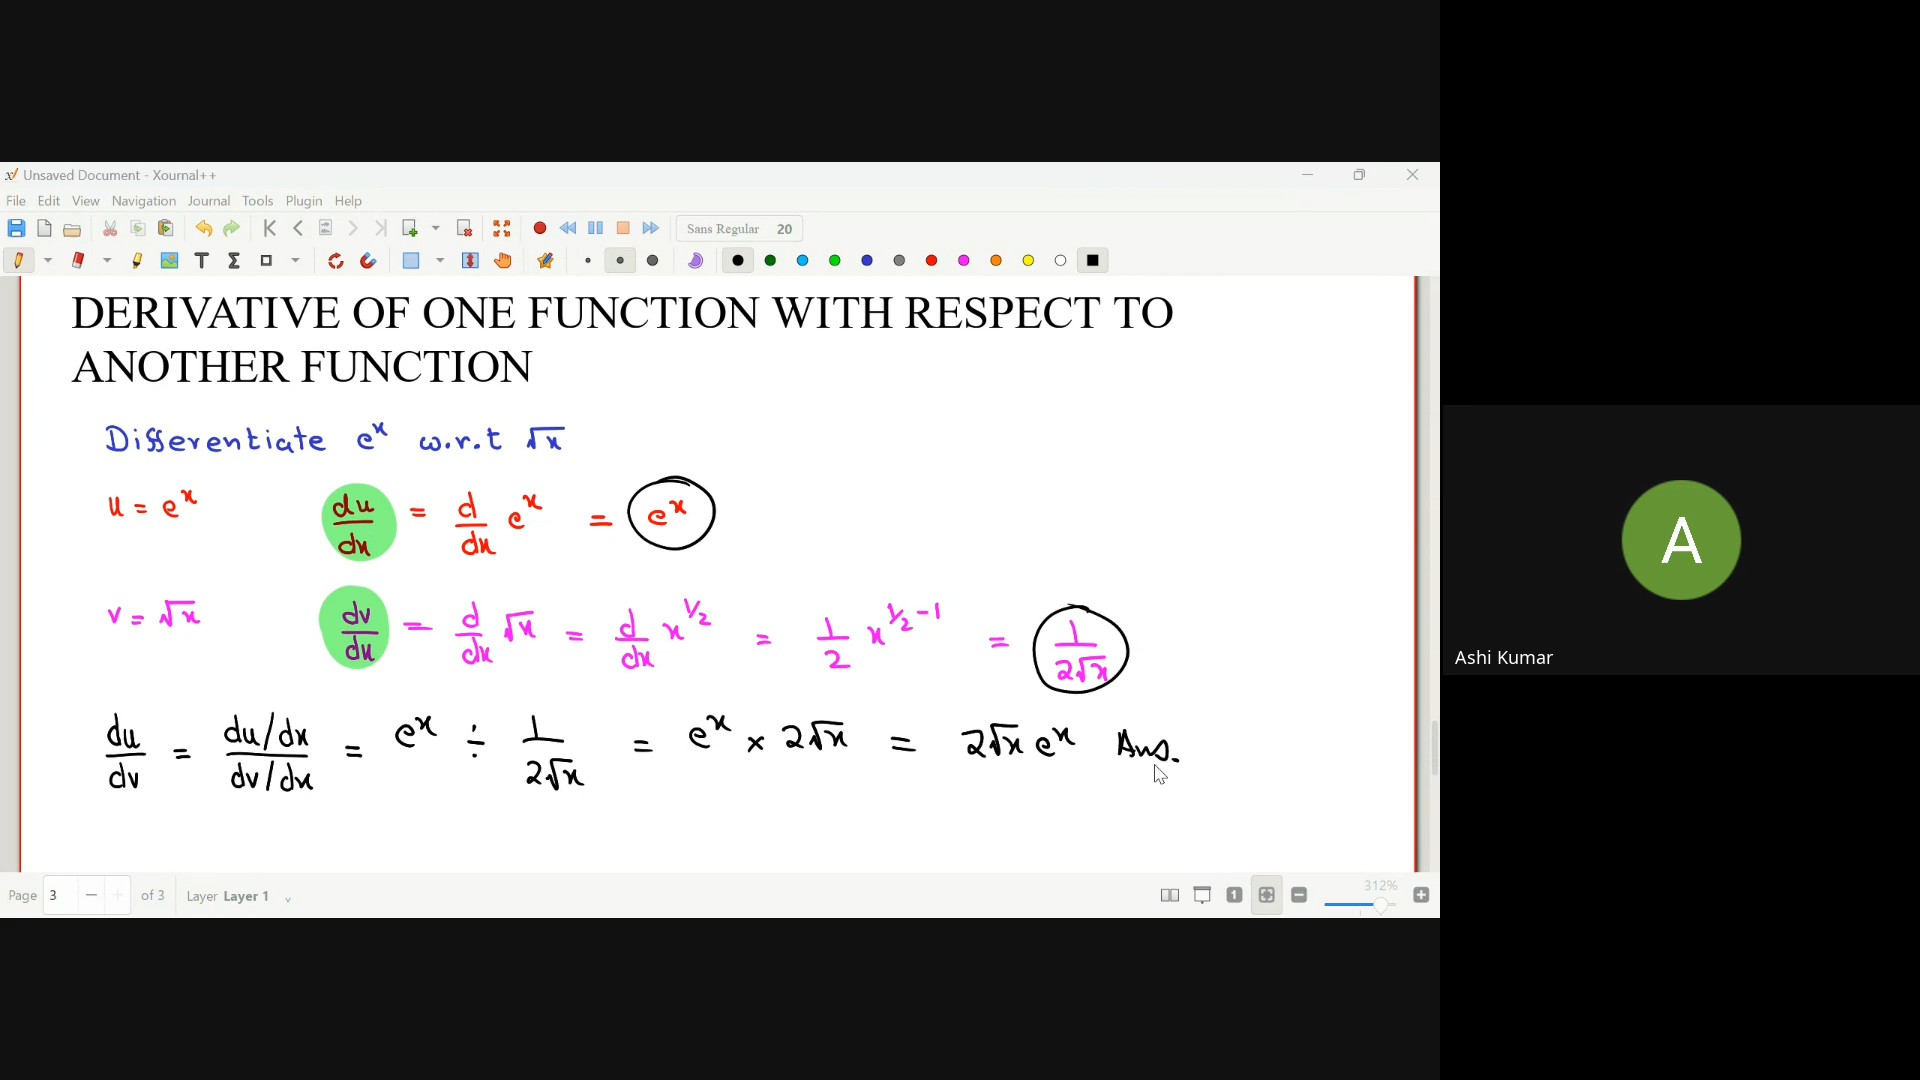 Unsaved Document - Xournal++
File Edit View Navigation Journal Tools Plugin Help
Sans Regular 20
DERIVATIVE OF ONE FUNCTION WITH RESPECT TO
ANOTHER FUNCTION
Differentiate e^x w.r.t √x
u = e^x du/dx = d/dx e^x = e^x
v = √x dv/dx = d/dx √x = d/dx x^1/2 = 1/2 x^1/2-1 = 1/2√x
du/dv = du/dx / dv/dx = e^x ÷ 1/2√x = e^x × 2√x = 2√x e^x Ans.
A
Ashi Kumar
Page 3 of 3 Layer Layer 1 1 312%